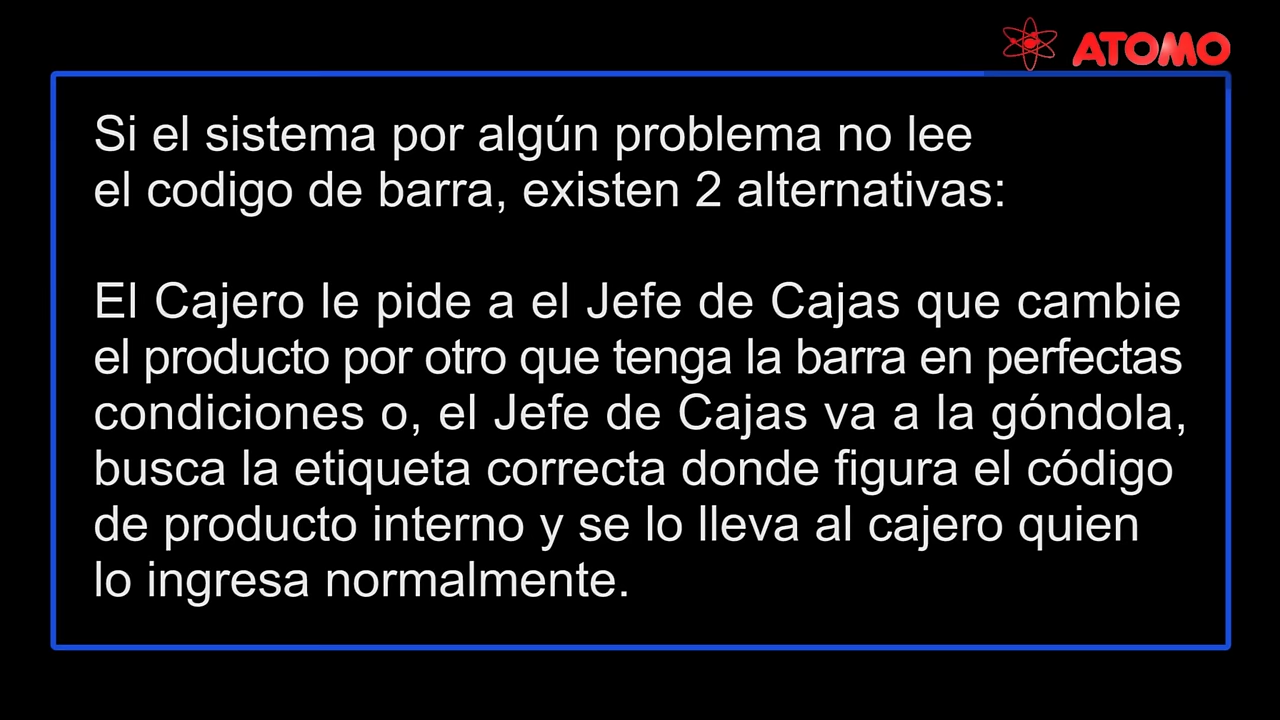 ATOMO
Si el sistema por algún problema no lee
el codigo de barra, existen 2 alternativas:
El Cajero le pide a el Jefe de Cajas que cambie
el producto por otro que tenga la barra en perfectas
condiciones o, el Jefe de Cajas va a la góndola,
busca la etiqueta correcta donde figura el código
de producto interno y se lo lleva al cajero quien
lo ingresa normalmente.